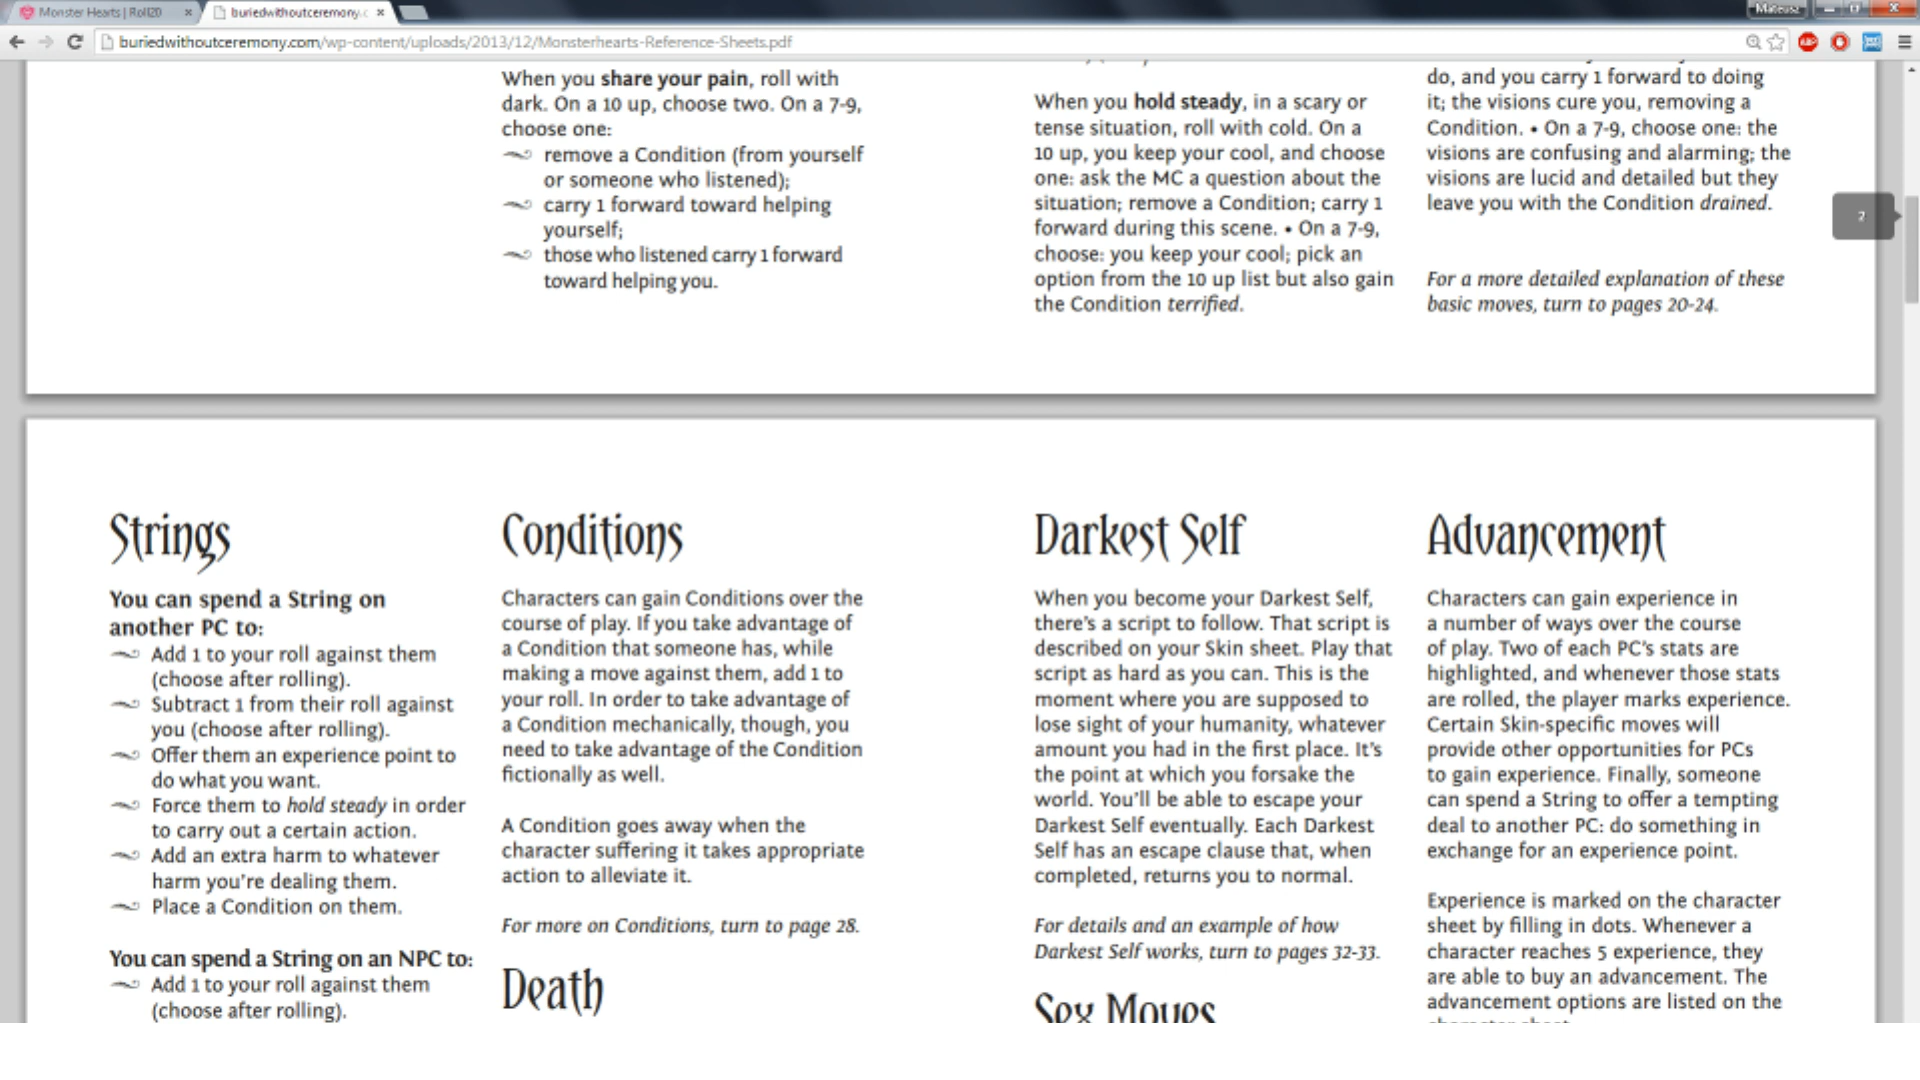 Monster Hearts | Roll20
buriedwithoutceremony.c
Mateusz
buriedwithoutceremony.com/wp-content/uploads/2013/12/Monsterhearts-Reference-Sheets.pdf
When you share your pain, roll with
dark. On a 10 up, choose two. On a 7-9,
choose one:
remove a Condition (from yourself
or someone who listened);
carry 1 forward toward helping
yourself;
those who listened carry 1 forward
toward helping you.
When you hold steady, in a scary or
tense situation, roll with cold. On a
10 up, you keep your cool, and choose
one: ask the MC a question about the
situation; remove a Condition; carry 1
forward during this scene. • On a 7-9,
choose: you keep your cool; pick an
option from the 10 up list but also gain
the Condition terrified.
do, and you carry 1 forward to doing
it; the visions cure you, removing a
Condition. • On a 7-9, choose one: the
visions are confusing and alarming; the
visions are lucid and detailed but they
leave you with the Condition drained.
For a more detailed explanation of these
basic moves, turn to pages 20-24.
2
Strings
You can spend a String on
another PC to:
Add 1 to your roll against them
(choose after rolling).
Subtract 1 from their roll against
you (choose after rolling).
Offer them an experience point to
do what you want.
Force them to hold steady in order
to carry out a certain action.
Add an extra harm to whatever
harm you're dealing them.
Place a Condition on them.
You can spend a String on an NPC to:
Add 1 to your roll against them
(choose after rolling).
Conditions
Characters can gain Conditions over the
course of play. If you take advantage of
a Condition that someone has, while
making a move against them, add 1 to
your roll. In order to take advantage of
a Condition mechanically, though, you
need to take advantage of the Condition
fictionally as well.
A Condition goes away when the
character suffering it takes appropriate
action to alleviate it.
For more on Conditions, turn to page 28.
Death
Darkest Self
When you become your Darkest Self,
there's a script to follow. That script is
described on your Skin sheet. Play that
script as hard as you can. This is the
moment where you are supposed to
lose sight of your humanity, whatever
amount you had in the first place. It's
the point at which you forsake the
world. You'll be able to escape your
Darkest Self eventually. Each Darkest
Self has an escape clause that, when
completed, returns you to normal.
For details and an example of how
Darkest Self works, turn to pages 32-33.
Sex Moves
Advancement
Characters can gain experience in
a number of ways over the course
of play. Two of each PC's stats are
highlighted, and whenever those stats
are rolled, the player marks experience.
Certain Skin-specific moves will
provide other opportunities for PCs
to gain experience. Finally, someone
can spend a String to offer a tempting
deal to another PC: do something in
exchange for an experience point.
Experience is marked on the character
sheet by filling in dots. Whenever a
character reaches 5 experience, they
are able to buy an advancement. The
advancement options are listed on the